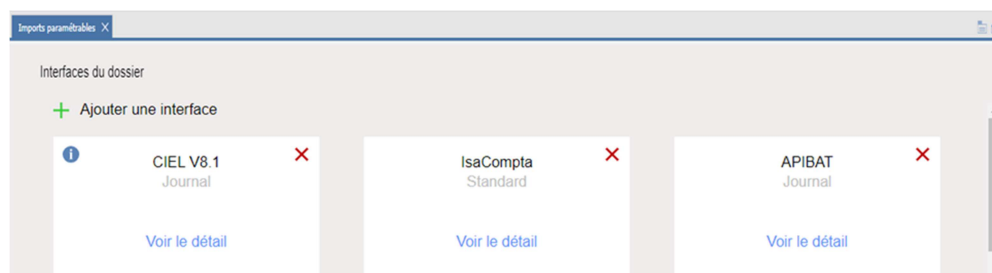 Imports paramétrables X
Interfaces du dossier
+ Ajouter une interface
CIEL V8.1
Journal
Voir le détail
IsaCompta
Standard
Voir le détail
APIBAT
Journal
Voir le détail